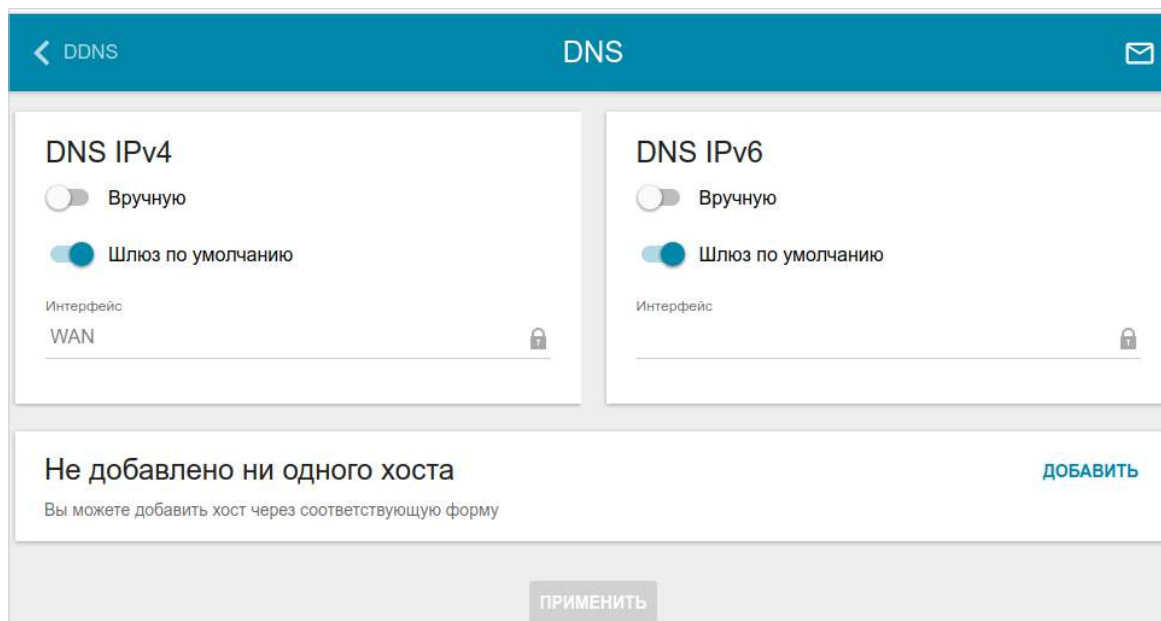 DDNS
DNS
DNS IPv4
Вручную
Шлюз по умолчанию
Интерфейс
WAN
DNS IPv6
Вручную
Шлюз по умолчанию
Интерфейс
Не добавлено ни одного хоста
ДОБАВИТЬ
Вы можете добавить хост через соответствующую форму
ПРИМЕНИТЬ